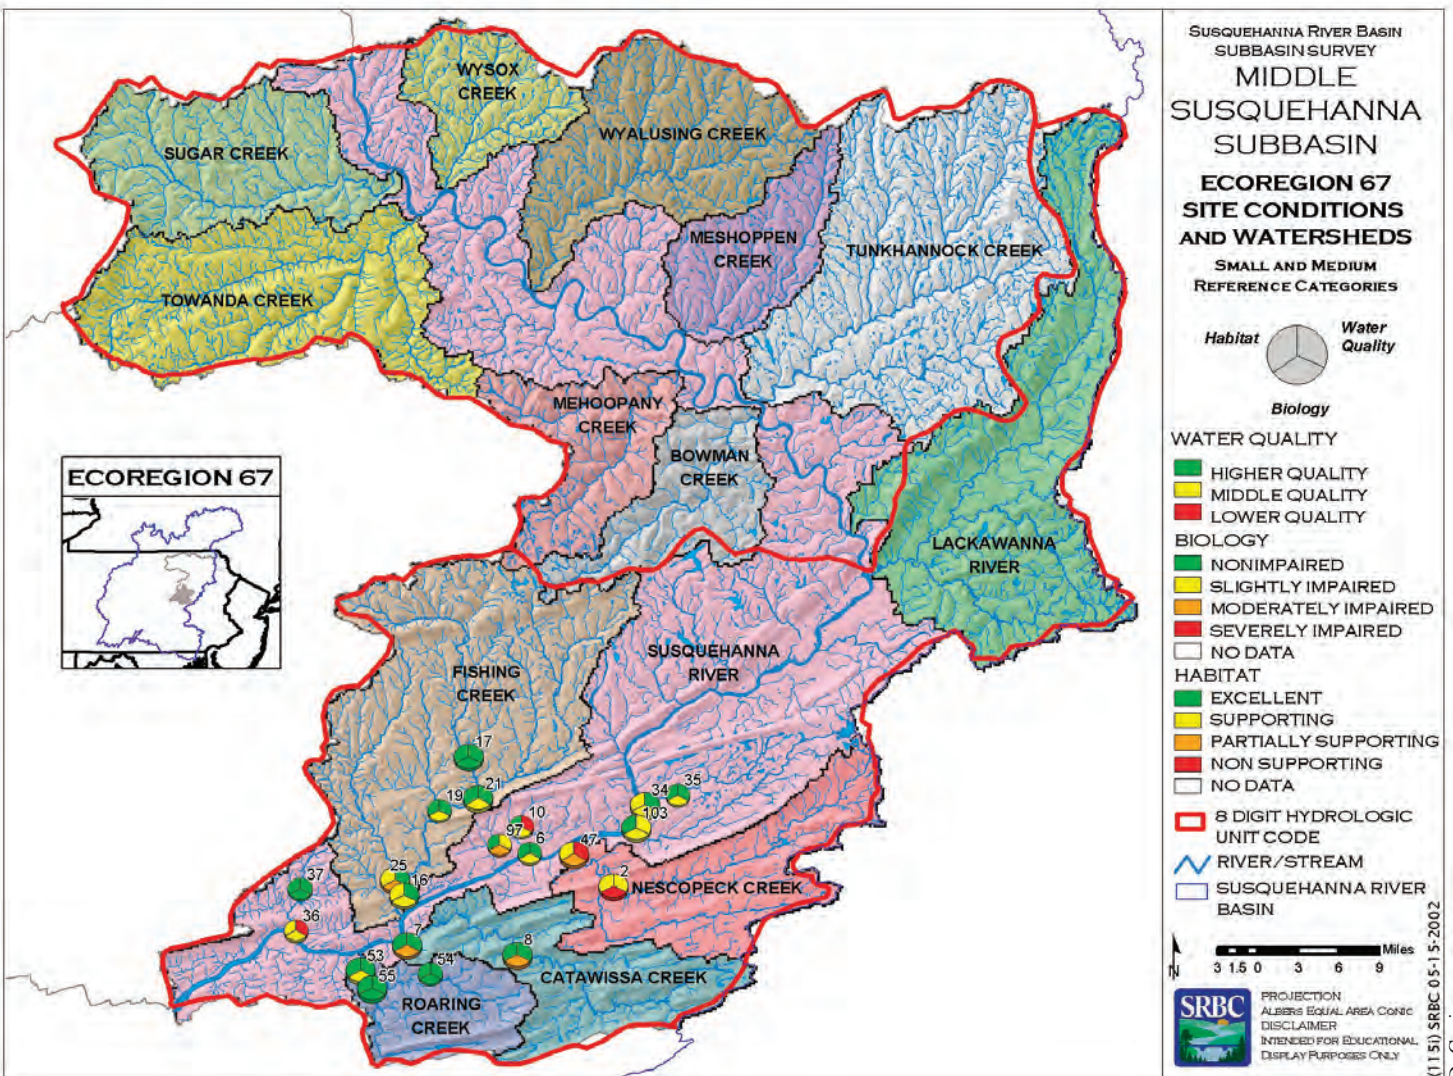 SUSQUEHANNA RIVER BASIN
SUBBASIN SURVEY
MIDDLE
SUSQUEHANNA
SUBBASIN
ECOREGION 67
SITE CONDITIONS
AND WATERSHEDS
SMALL AND MEDIUM
REFERENCE CATEGORIES
Habitat
Water
Quality
Biology
WATER QUALITY
HIGHER QUALITY
MIDDLE QUALITY
LOWER QUALITY
BIOLOGY
NONIMPAIRED
SLIGHTLY IMPAIRED
MODERATELY IMPAIRED
SEVERELY IMPAIRED
NO DATA
HABITAT
EXCELLENT
SUPPORTING
PARTIALLY SUPPORTING
NON SUPPORTING
NO DATA
8 DIGIT HYDROLOGIC
UNIT CODE
RIVER/STREAM
SUSQUEHANNA RIVER
BASIN
N
Miles
3 1.5 0 3 6 9
SRBC
PROJECTION
ALBERS EQUAL AREA CONIC
DISCLAIMER
INTENDED FOR EDUCATIONAL
DISPLAY PURPOSES ONLY
(115i) SRBC 05-15-2002
WYSOX
CREEK
SUGAR CREEK
WYALUSING CREEK
MESHOPPEN
CREEK
TUNKHANNOCK CREEK
TOWANDA CREEK
MEHOOPANY
CREEK
BOWMAN
CREEK
LACKAWANNA
RIVER
ECOREGION 67
FISHING
CREEK
SUSQUEHANNA
RIVER
17
21
19
34
35
103
10
97
6
47
2
NESCOPECK CREEK
25
16
37
36
7
8
53
54
55
CATAWISSA CREEK
ROARING
CREEK